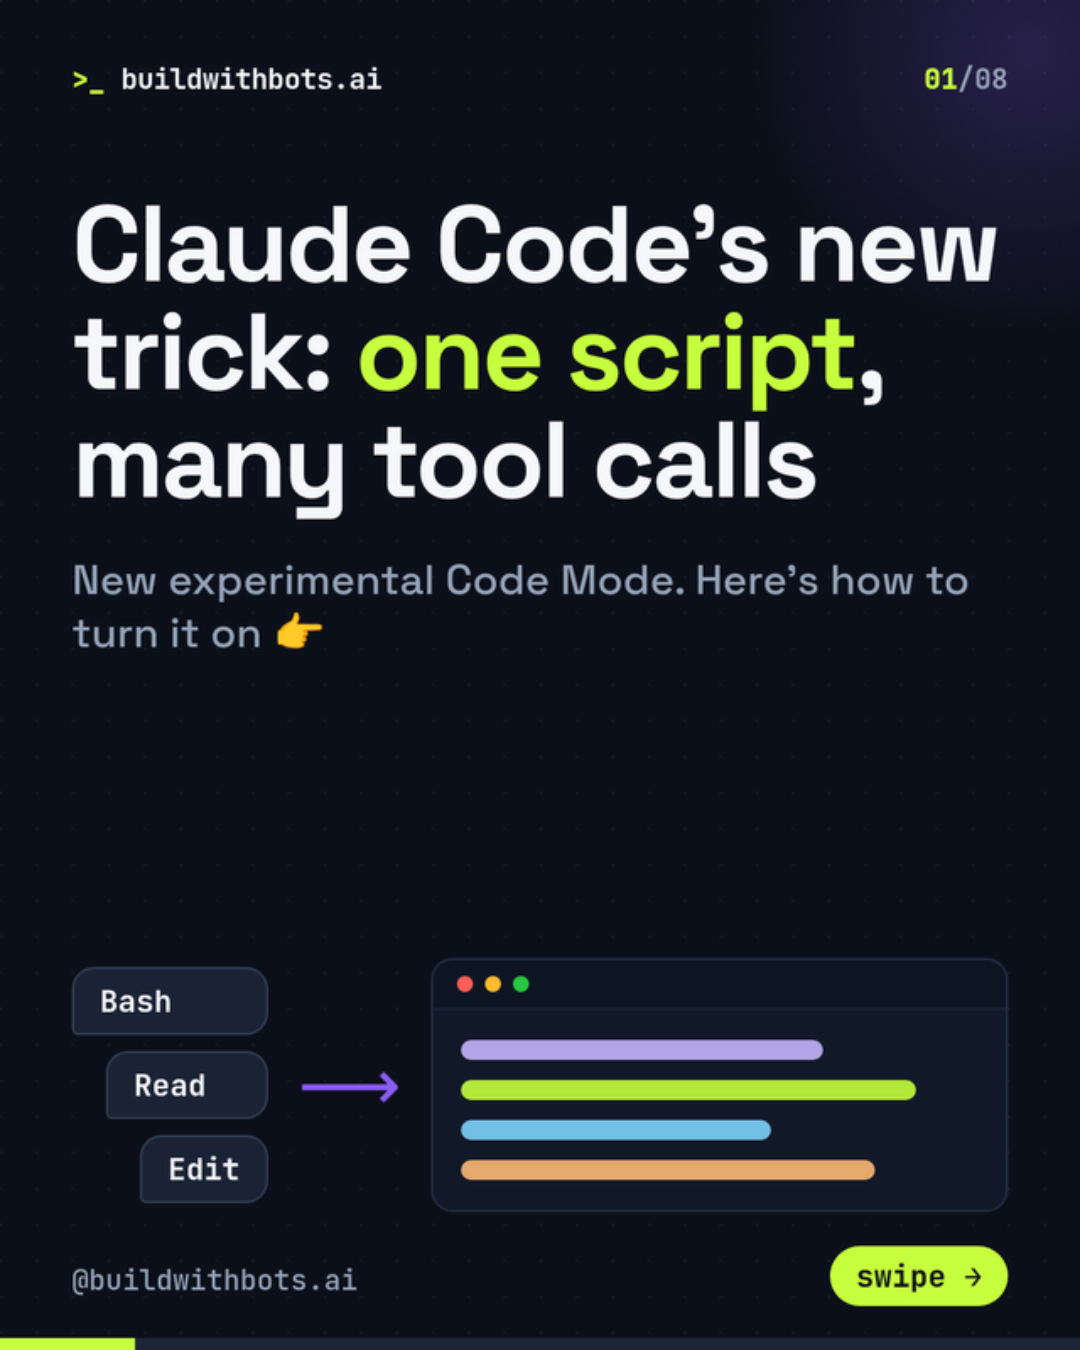 >_ buildwithbots.ai
01/08
Claude Code’s new
trick: one script,
many tool calls
New experimental Code Mode. Here’s how to
turn it on 👉
Bash
Read
Edit
@buildwithbots.ai
swipe →